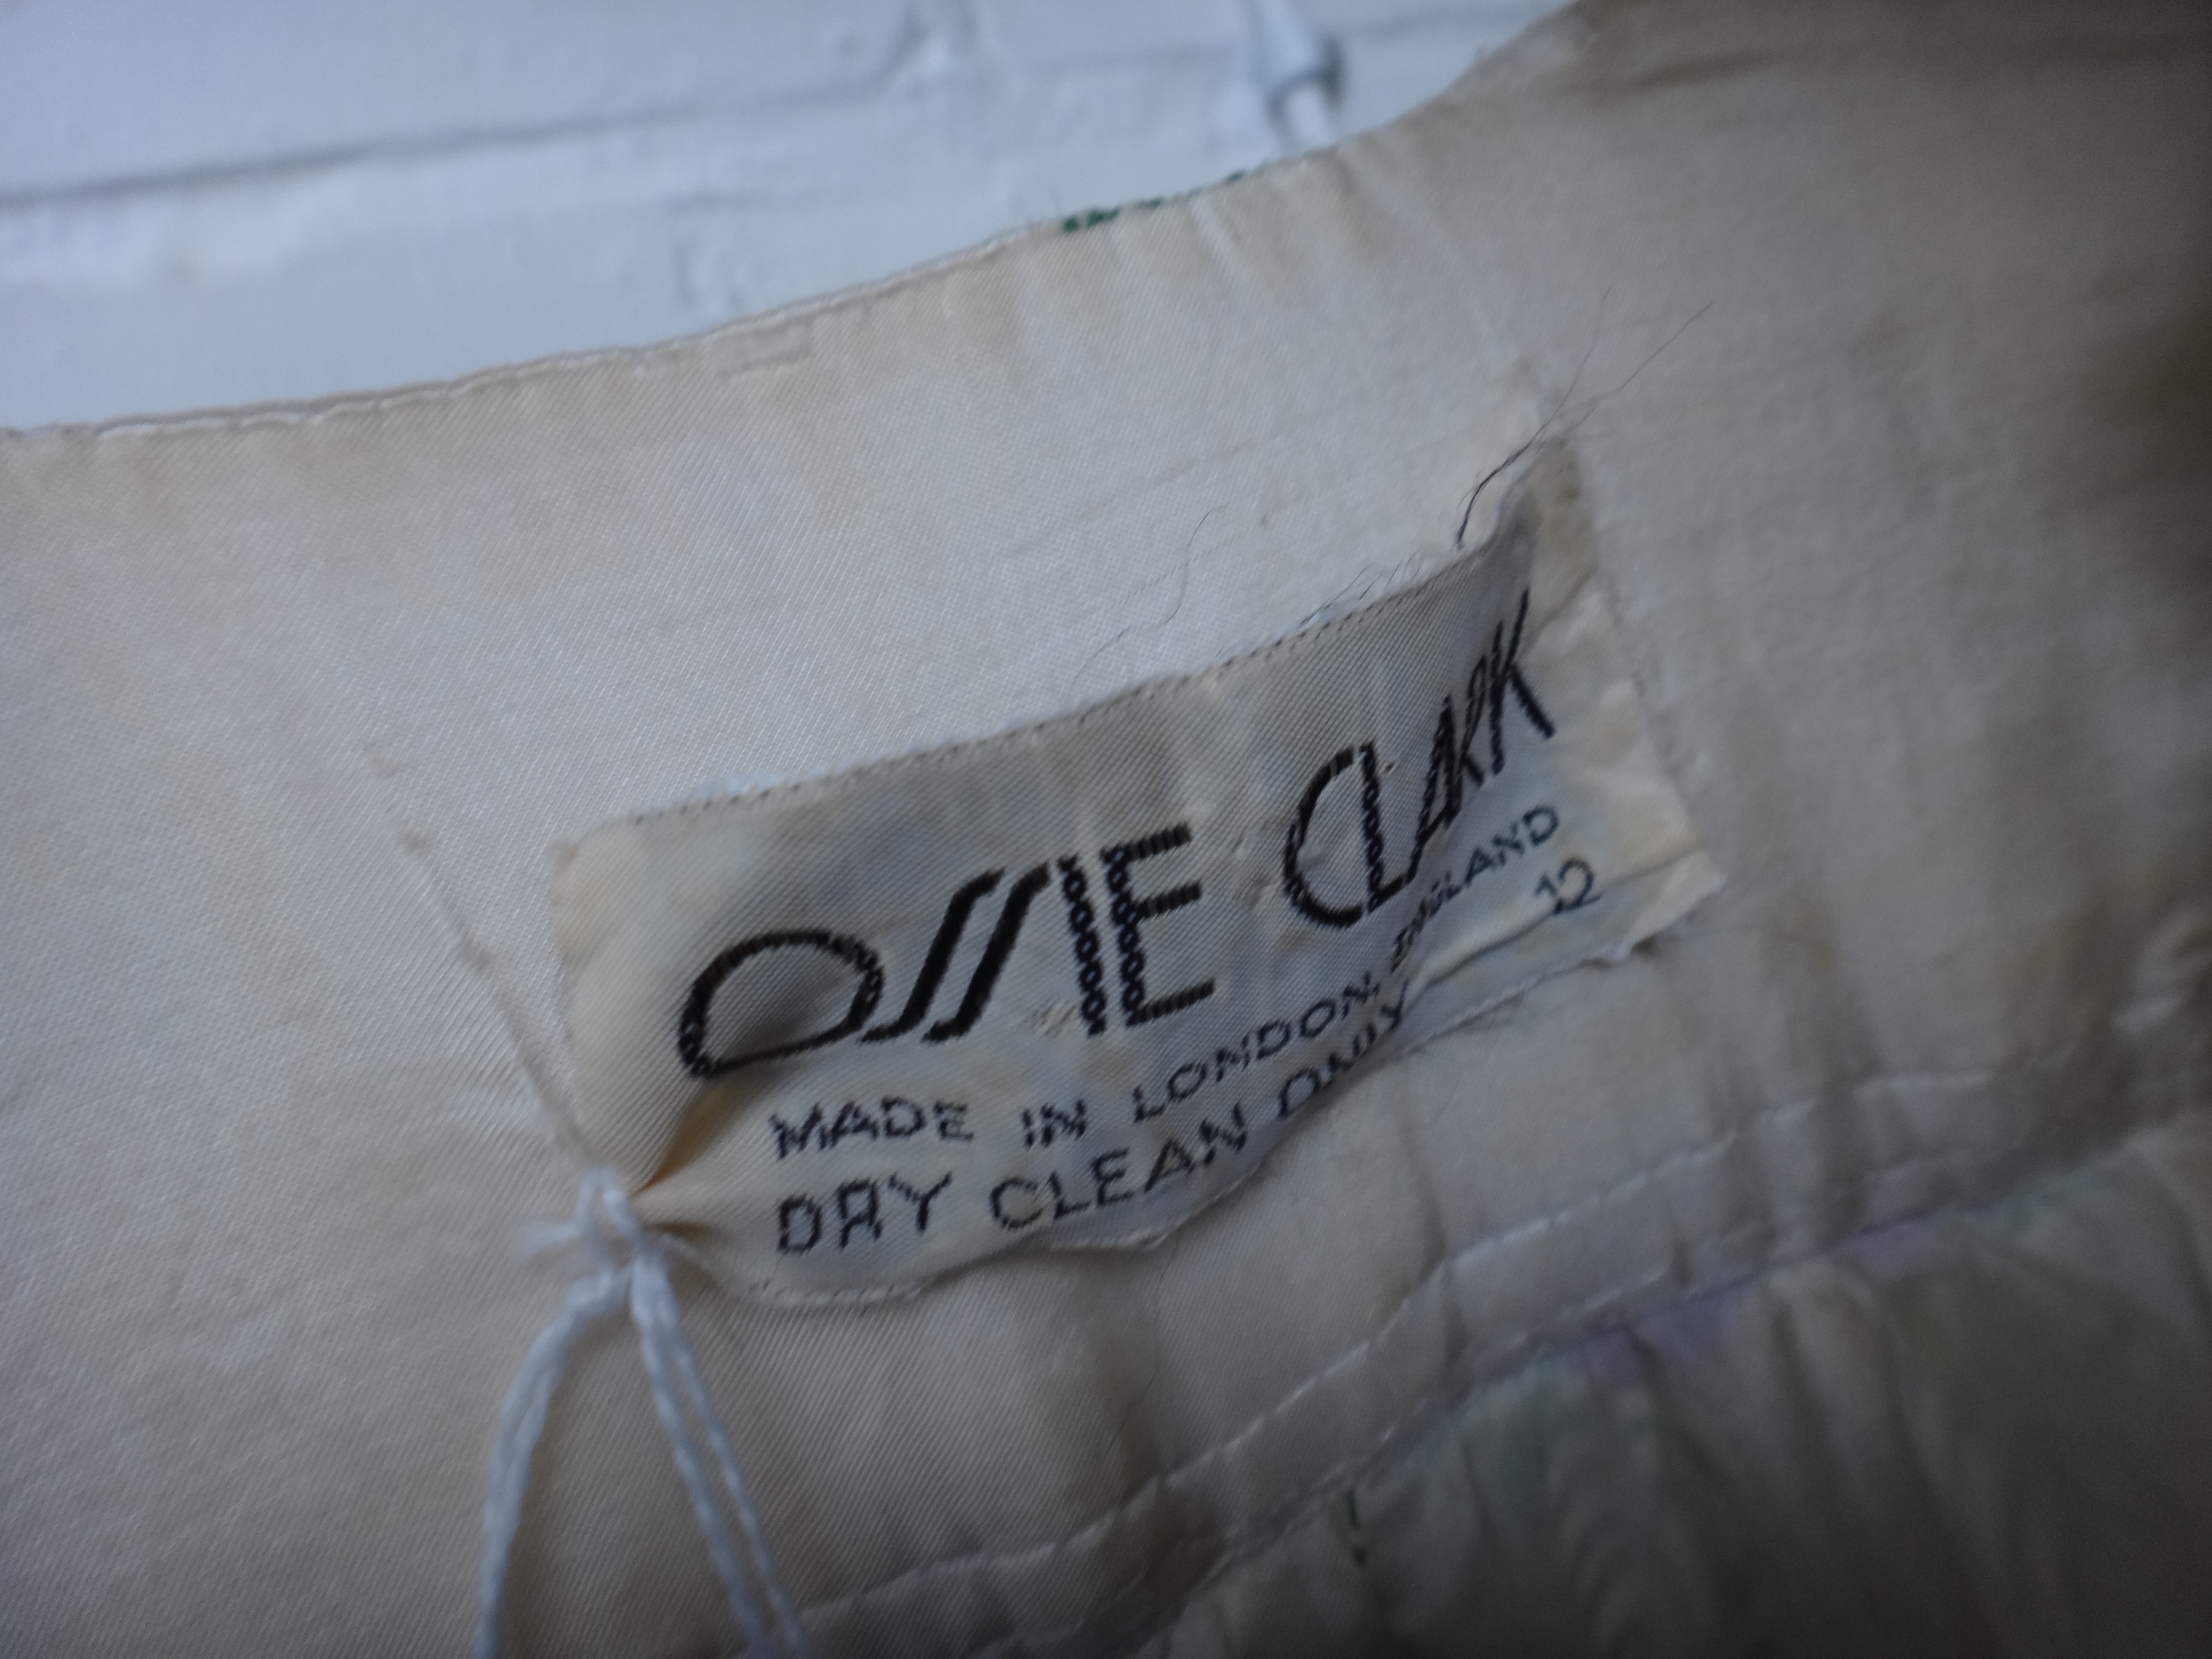 OSSIE CLARK
MADE IN LONDON, ENGLAND
DRY CLEAN ONLY 12